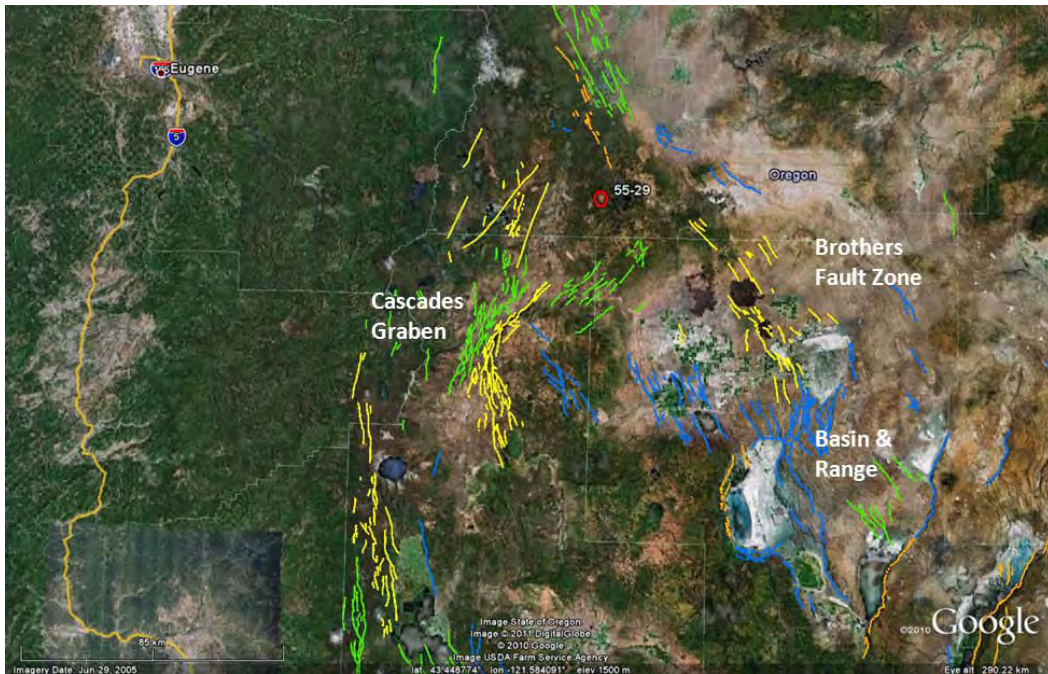 Eugene
5
55-29
Oregon
Brothers
Fault Zone
Cascades
Graben
Basin &
Range
Image State of Oregon
Image © 2011 DigitalGlobe
© 2010 Google
Image USDA Farm Service Agency
©2010 Google
85 km
Imagery Date: Jun 29, 2005
lat 43.448774° lon -121.584091° elev 1500 m
Eye alt 290.22 km